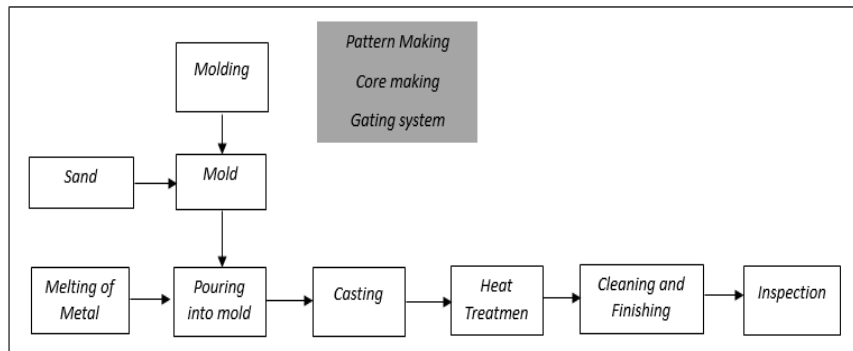 Pattern Making
Molding
Core making
Gating system
Sand
Mold
Melting of
Metal
Pouring
into mold
Casting
Heat
Treatmen
Cleaning and
Finishing
Inspection